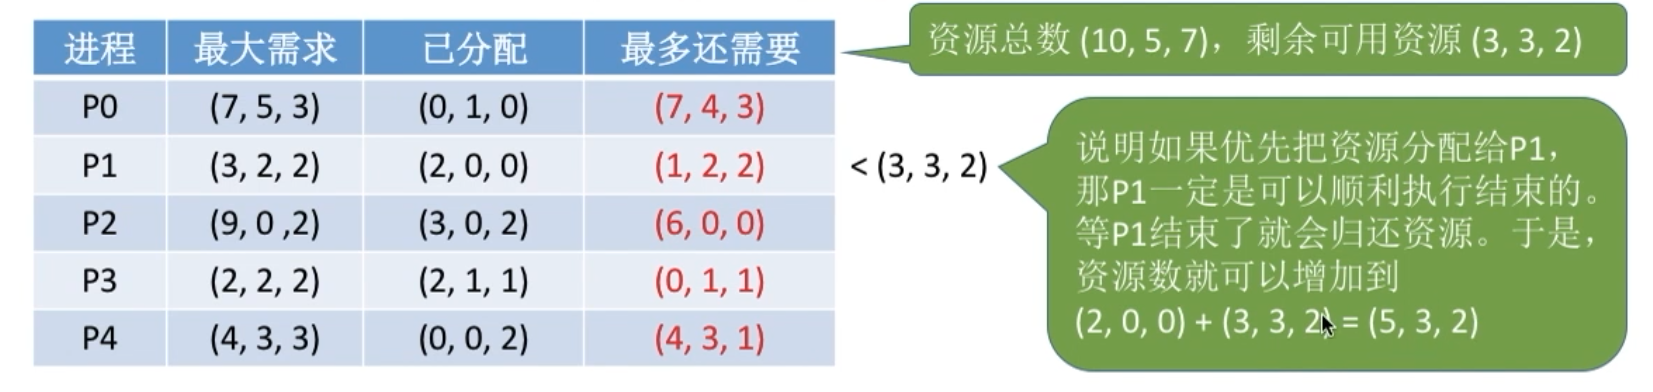 进程 最大需求 已分配 最多还需要
P0 (7, 5, 3) (0, 1, 0) (7, 4, 3)
P1 (3, 2, 2) (2, 0, 0) (1, 2, 2)
P2 (9, 0 ,2) (3, 0, 2) (6, 0, 0)
P3 (2, 2, 2) (2, 1, 1) (0, 1, 1)
P4 (4, 3, 3) (0, 0, 2) (4, 3, 1)
资源总数 (10, 5, 7)，剩余可用资源 (3, 3, 2)
< (3, 3, 2)
说明如果优先把资源分配给P1，
那P1一定是可以顺利执行结束的。
等P1结束了就会归还资源。于是，
资源数就可以增加到
(2, 0, 0) + (3, 3, 2) = (5, 3, 2)